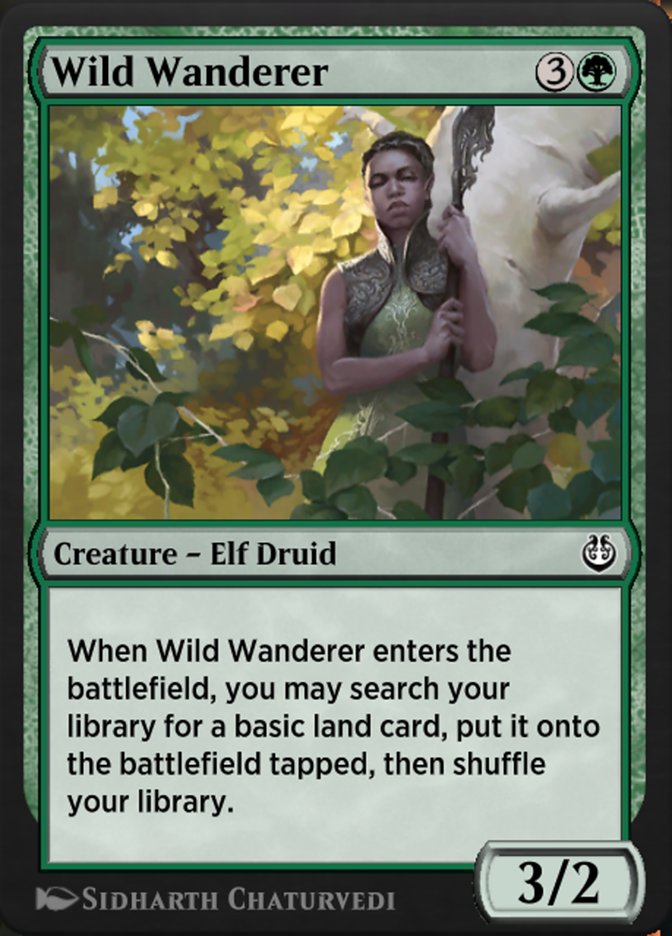 Wild Wanderer 3
Creature – Elf Druid
When Wild Wanderer enters the
battlefield, you may search your
library for a basic land card, put it onto
the battlefield tapped, then shuffle
your library.
3/2
Sidharth Chaturvedi